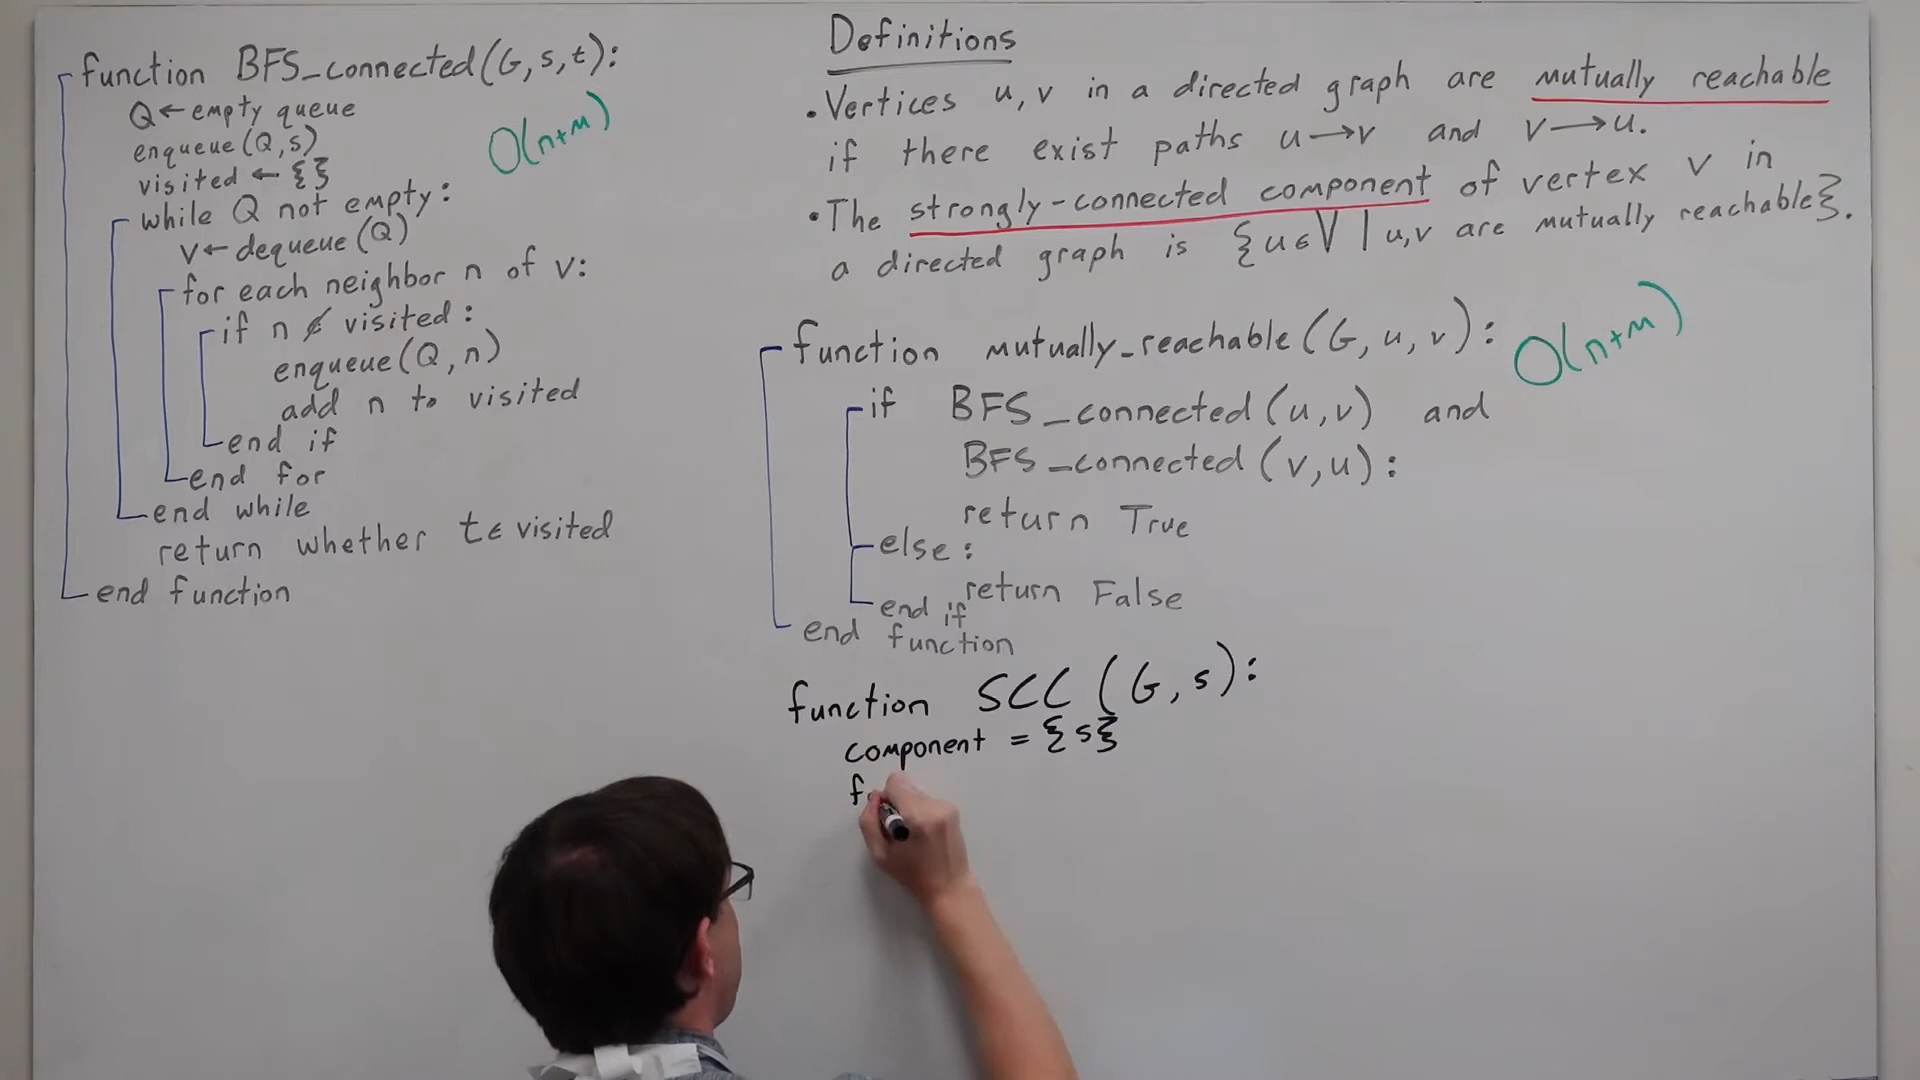 function BFS_connected(G,s,t):
Q←empty queue
enqueue(Q,s)
visited ← {}
while Q not empty:
v←dequeue(Q)
for each neighbor n of v:
if n ∉ visited:
enqueue(Q,n)
add n to visited
end if
end for
end while
return whether t∈visited
end function
O(n+m)
Definitions
•Vertices u,v in a directed graph are mutually reachable
if there exist paths u→v and v→u.
•The strongly-connected component of vertex v in
a directed graph is {u∈V | u,v are mutually reachable}.
function mutually_reachable(G,u,v):
O(n+m)
if BFS_connected(u,v) and
BFS_connected(v,u):
return True
else:
return False
end if
end function
function SCC (G,s):
component = {s}